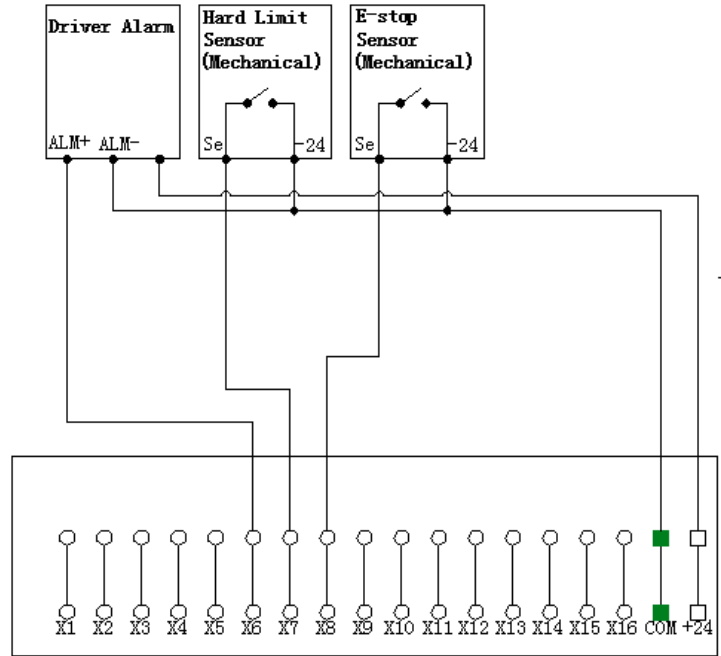 Driver Alarm
ALM+ ALM-
Hard Limit
Sensor
(Mechanical)
Se -24
E-stop
Sensor
(Mechanical)
Se -24
X1 X2 X3 X4 X5 X6 X7 X8 X9 X10 X11 X12 X13 X14 X15 X16 COM +24